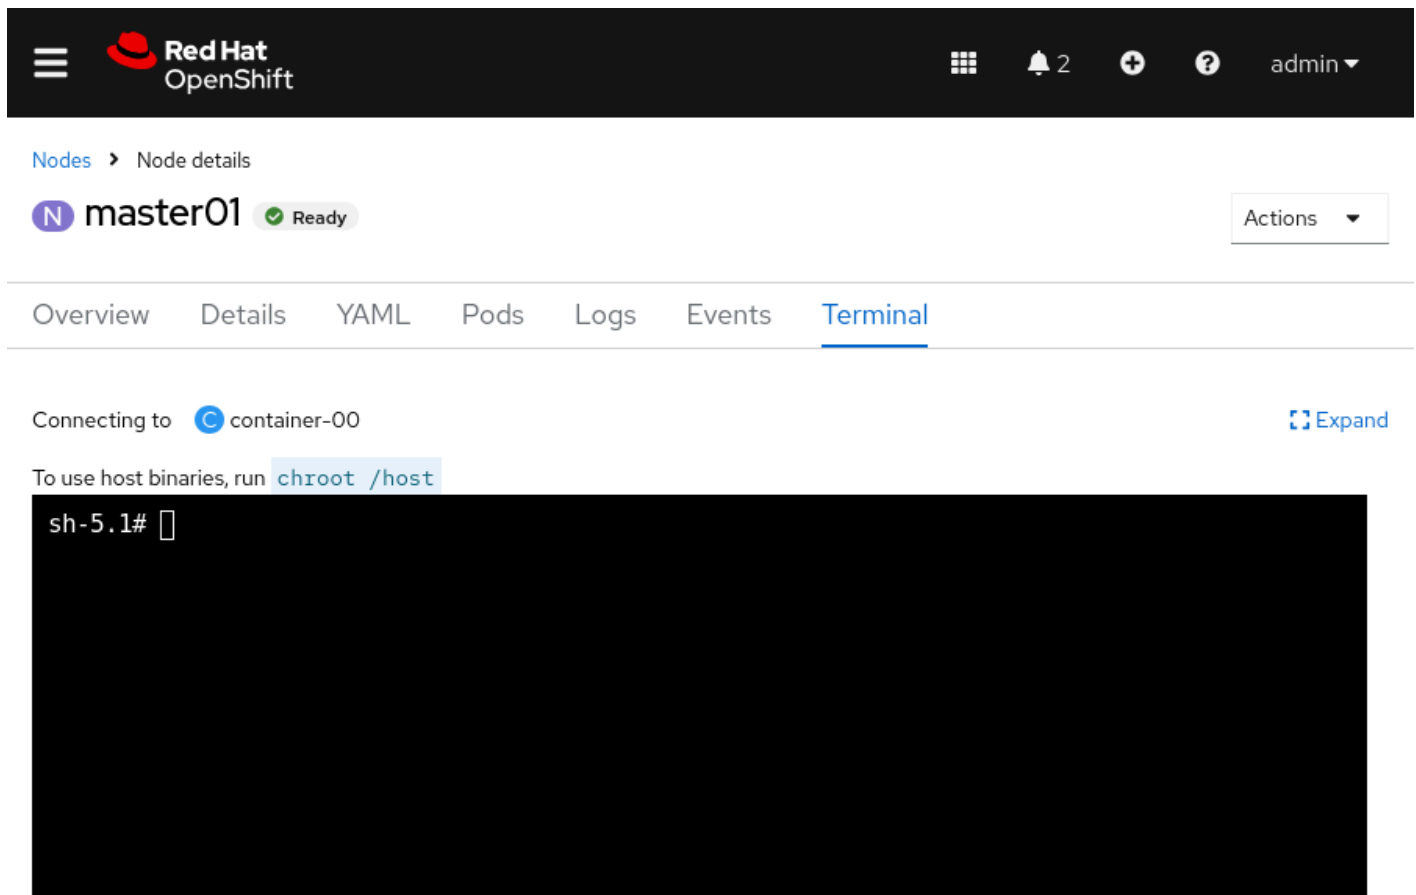 Red Hat
OpenShift
2
admin
Nodes > Node details
N master01 Ready
Actions
Overview Details YAML Pods Logs Events Terminal
Connecting to C container-00
Expand
To use host binaries, run chroot /host
sh-5.1#